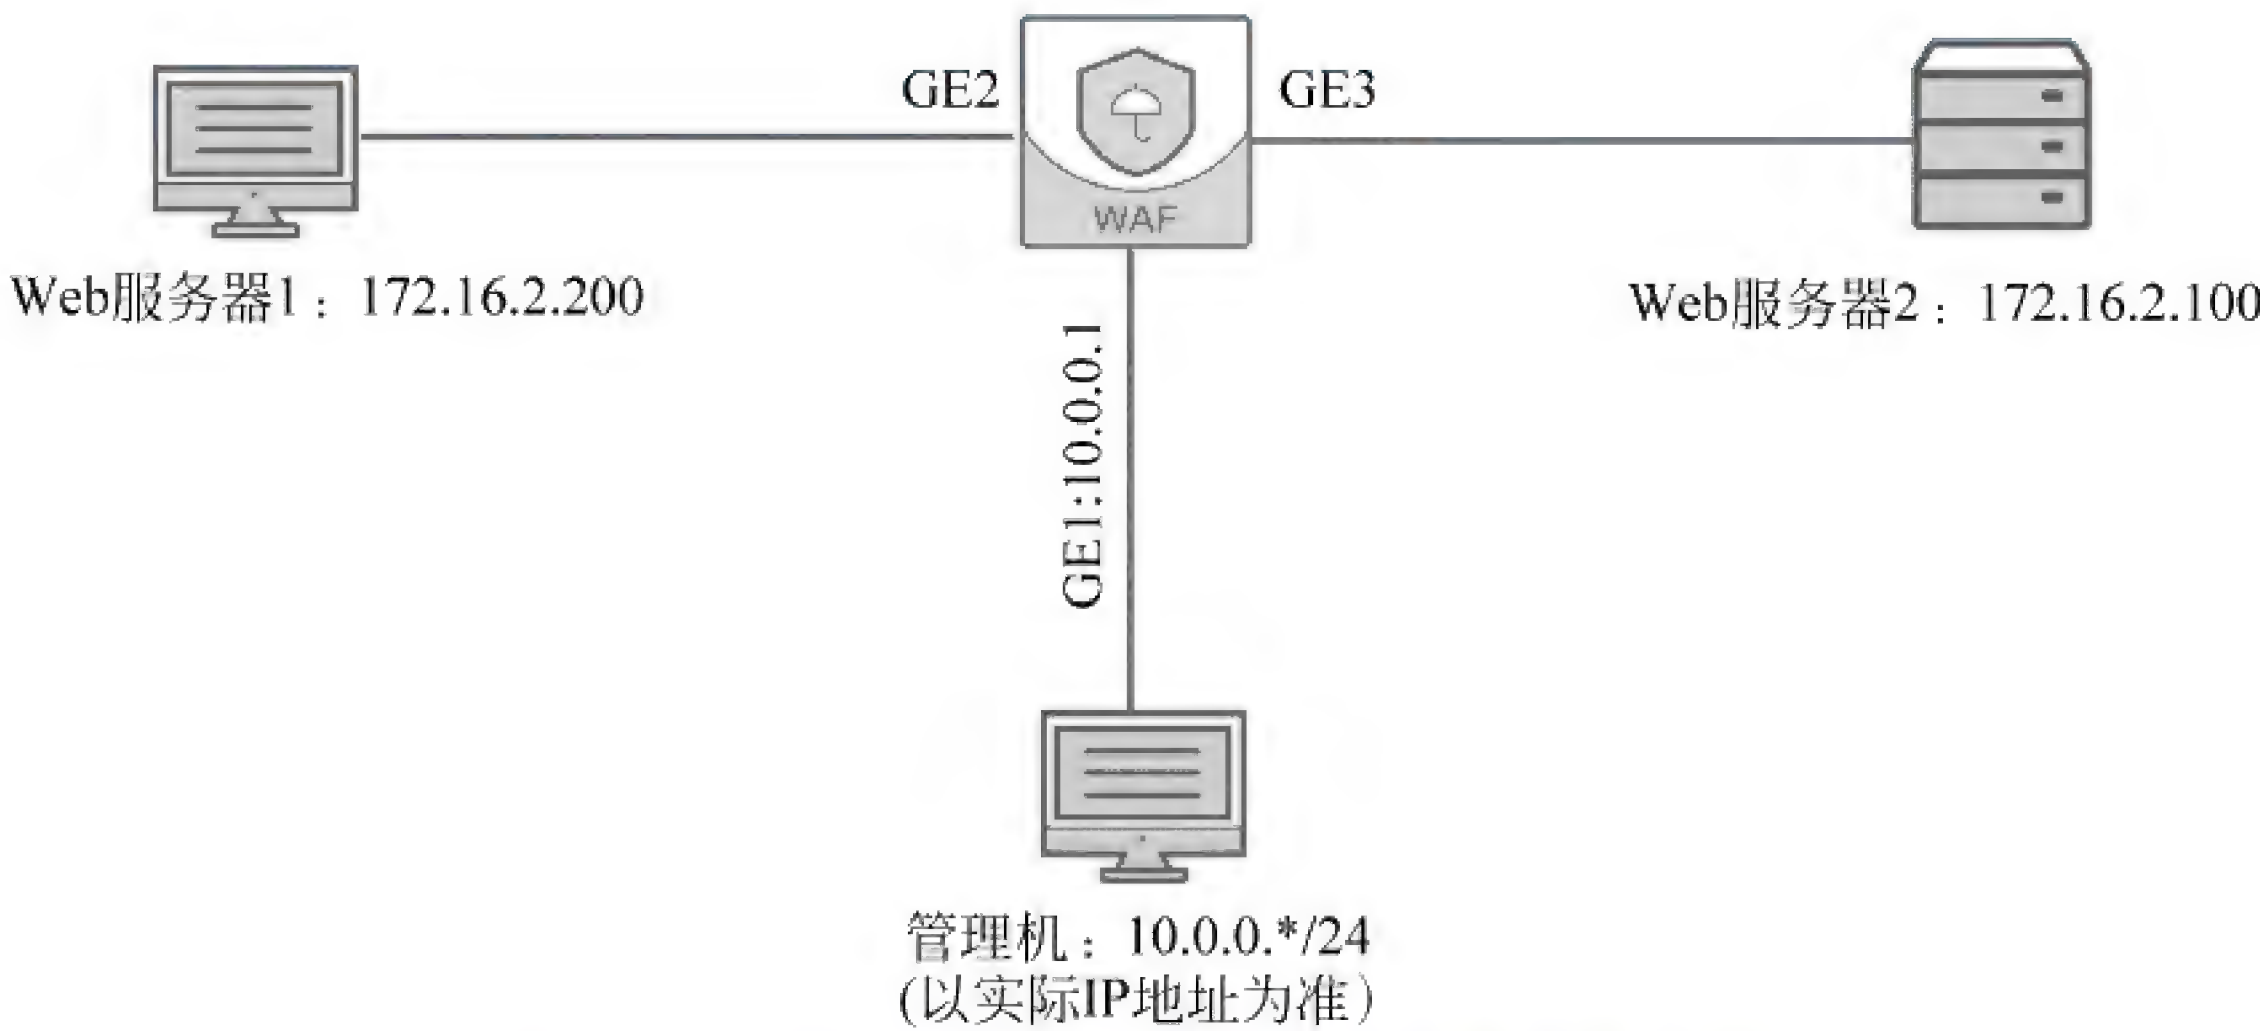 GE2
GE3
WAF
Web服务器1：172.16.2.200
Web服务器2：172.16.2.100
GE1:10.0.0.1
管理机：10.0.0.*/24
(以实际IP地址为准)